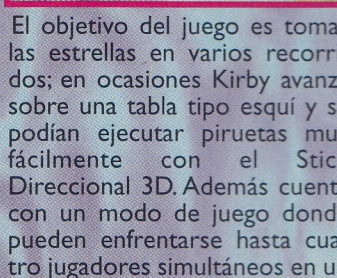 El objetivo del juego es toma
las estrellas en varios recorr
dos; en ocasiones Kirby avanz
sobre una tabla tipo esquí y s
podían ejecutar piruetas mu
fácilmente con el Stic
Direccional 3D. Además cuent
con un modo de juego dond
pueden enfrentarse hasta cua
tro jugadores simultáneos en u